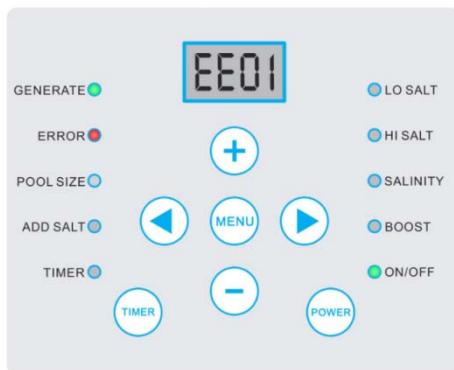 EE01
GENERATE
LO SALT
ERROR
HI SALT
POOL SIZE
SALINITY
ADD SALT
MENU
BOOST
TIMER
ON/OFF
TIMER
POWER